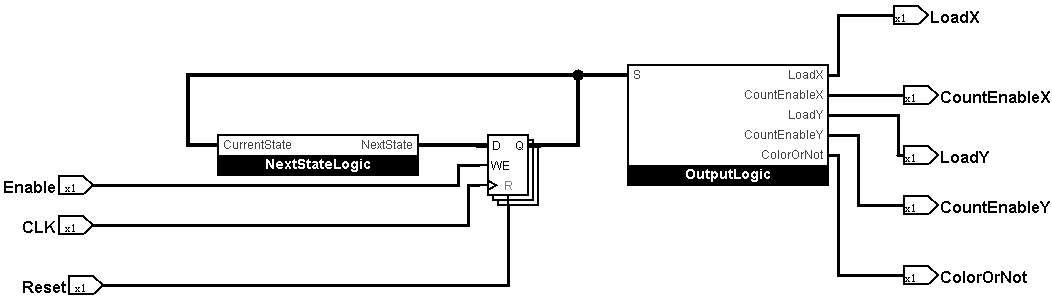 x1 LoadX
S LoadX
CountEnableX x1 CountEnableX
LoadY
CurrentState NextState D Q CountEnableY
NextStateLogic WE ColorOrNot x1 LoadY
OutputLogic
Enable x1 R
x1 CountEnableY
CLK x1
x1 ColorOrNot
Reset x1